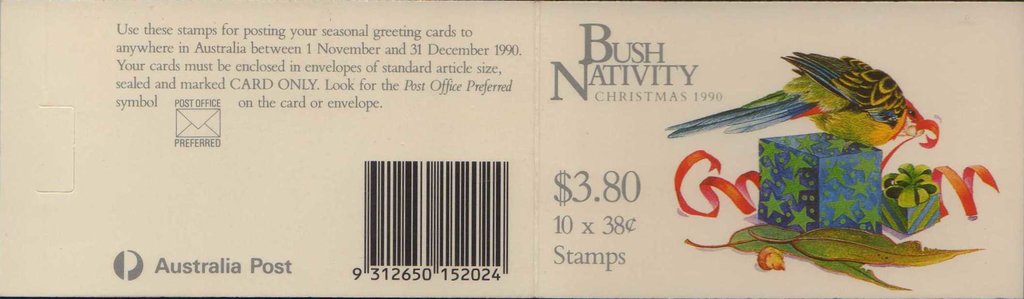 Use these stamps for posting your seasonal greeting cards to
anywhere in Australia between 1 November and 31 December 1990.
Your cards must be enclosed in envelopes of standard article size,
sealed and marked CARD ONLY. Look for the Post Office Preferred
symbol POST OFFICE PREFERRED on the card or envelope.
Australia Post
9 312650 152024
BUSH
NATIVITY
CHRISTMAS 1990
$3.80
10 x 38¢
Stamps